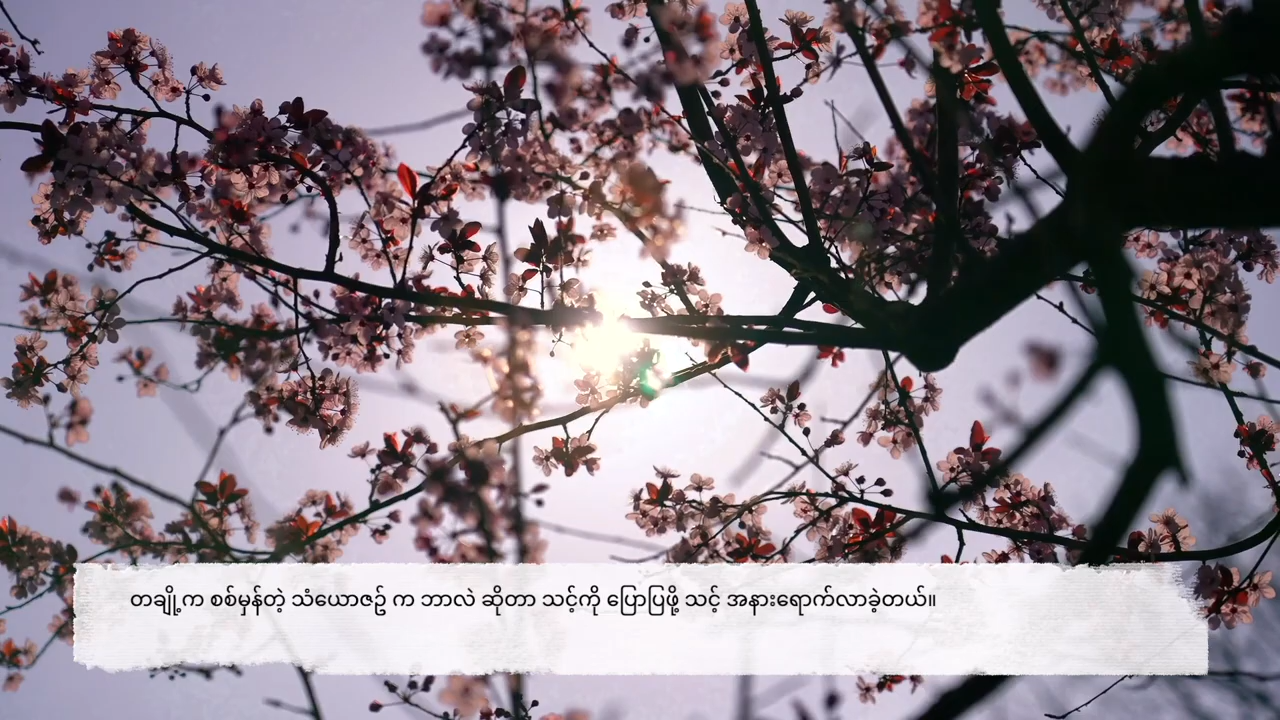 တချို့က စစ်မှန်တဲ့ သံယောဇဉ် က ဘာလဲ ဆိုတာ သင့်ကို ပြောပြဖို့ သင့် အနားရောက်လာခဲ့တယ်။